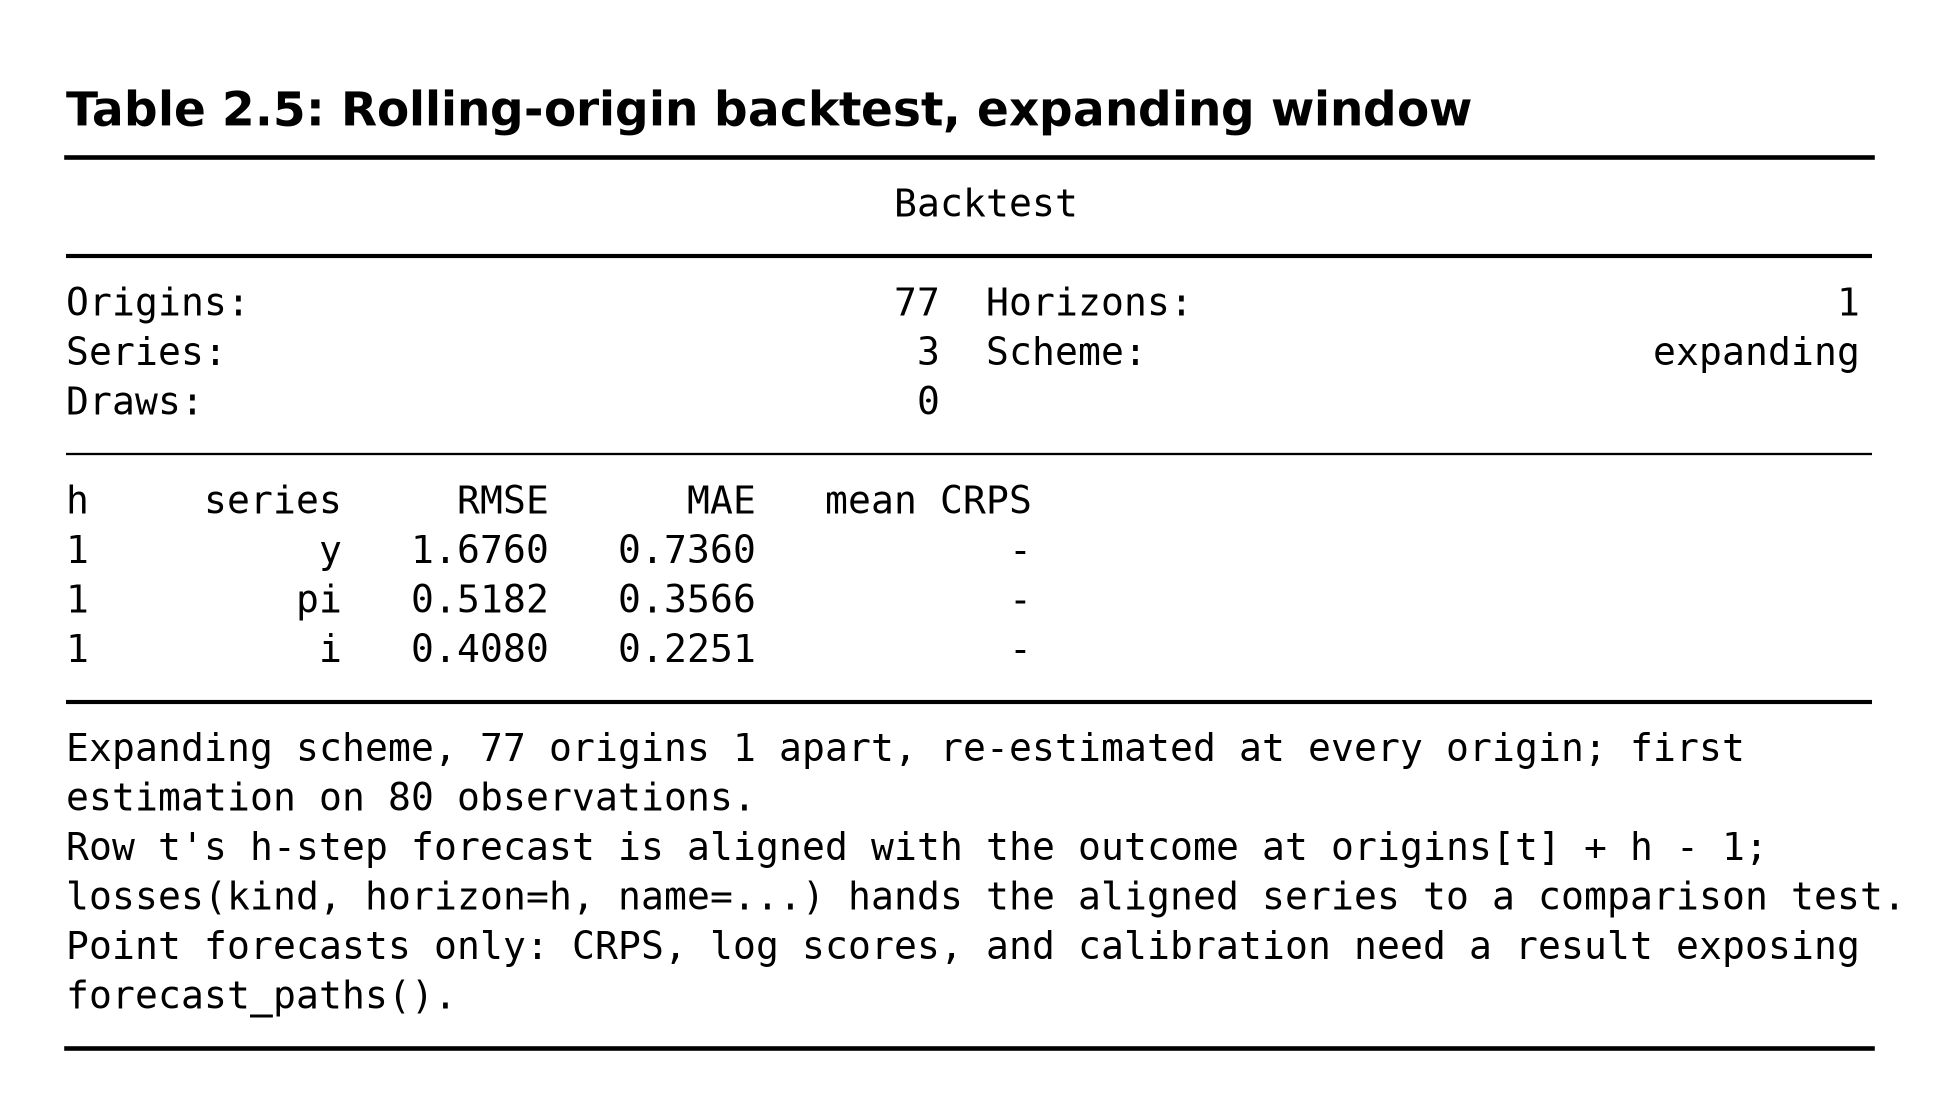 Table 2.5: Rolling-origin backtest, expanding window
Backtest
Origins: 77 Horizons: 1
Series: 3 Scheme: expanding
Draws: 0
h series RMSE MAE mean CRPS
1 y 1.6760 0.7360 -
1 pi 0.5182 0.3566 -
1 i 0.4080 0.2251 -
Expanding scheme, 77 origins 1 apart, re-estimated at every origin; first
estimation on 80 observations.
Row t's h-step forecast is aligned with the outcome at origins[t] + h - 1;
losses(kind, horizon=h, name=...) hands the aligned series to a comparison test.
Point forecasts only: CRPS, log scores, and calibration need a result exposing
forecast_paths().